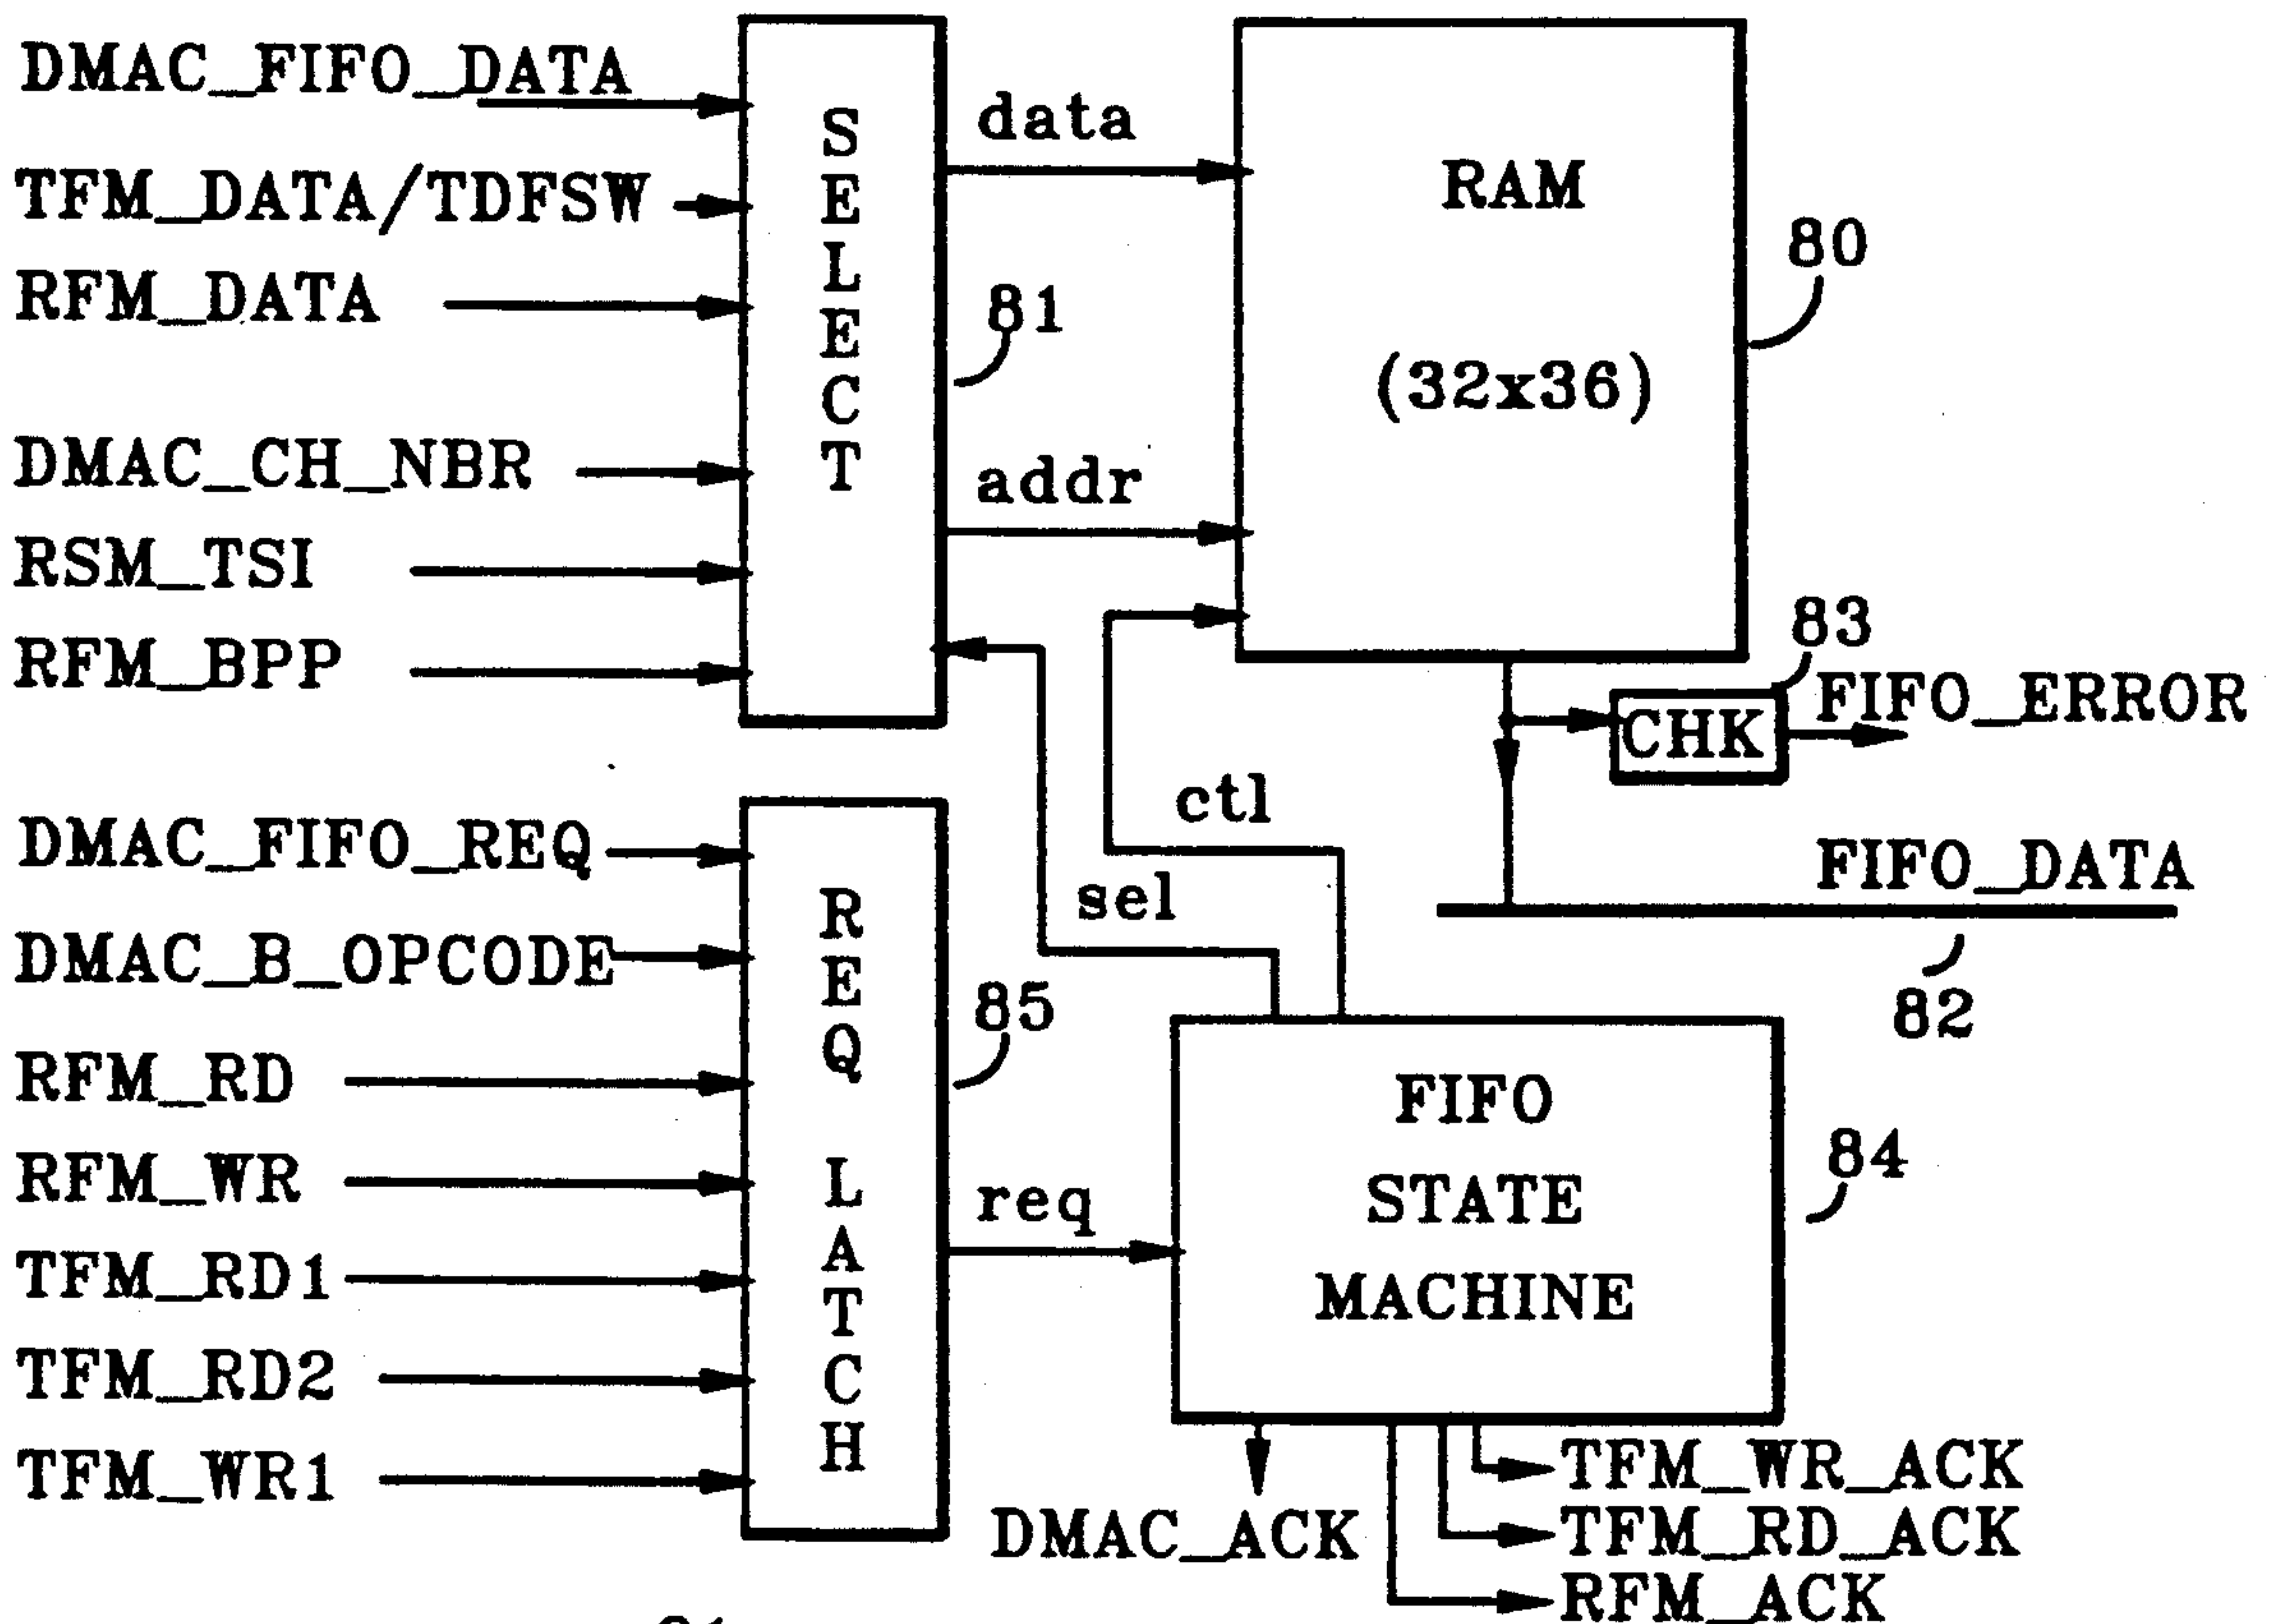 DMAC_FIFO_DATA
TFM_DATA/TDFSW
RFM_DATA
DMAC_CH_NBR
RSM_TSI
RFM_BPP
SELECT
81
data
addr
RAM
(32x36)
80
83
CHK
FIFO_ERROR
FIFO_DATA
82
ctl
sel
DMAC_FIFO_REQ
DMAC_B_OPCODE
RFM_RD
RFM_WR
TFM_RD1
TFM_RD2
TFM_WR1
REQ LATCH
85
req
FIFO
STATE
MACHINE
84
DMAC_ACK
TFM_WR_ACK
TFM_RD_ACK
RFM_ACK